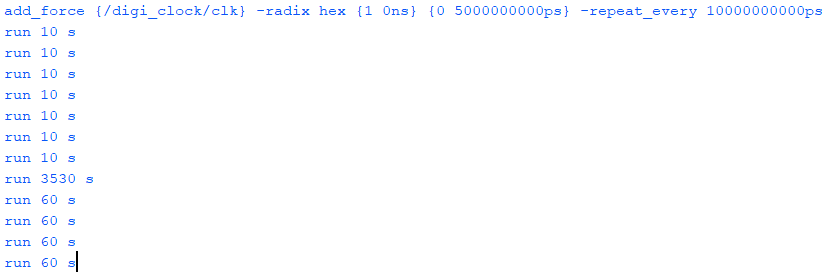 add_force {/digi_clock/clk} -radix hex {1 0ns} {0 5000000000ps} -repeat_every 10000000000ps
run 10 s
run 10 s
run 10 s
run 10 s
run 10 s
run 10 s
run 10 s
run 3530 s
run 60 s
run 60 s
run 60 s
run 60 s